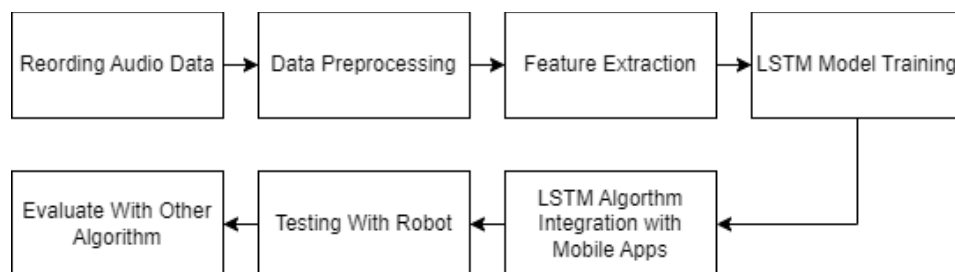 Reording Audio Data
Data Preprocessing
Feature Extraction
LSTM Model Training
LSTM Algorthm
Integration with
Mobile Apps
Testing With Robot
Evaluate With Other
Algorithm